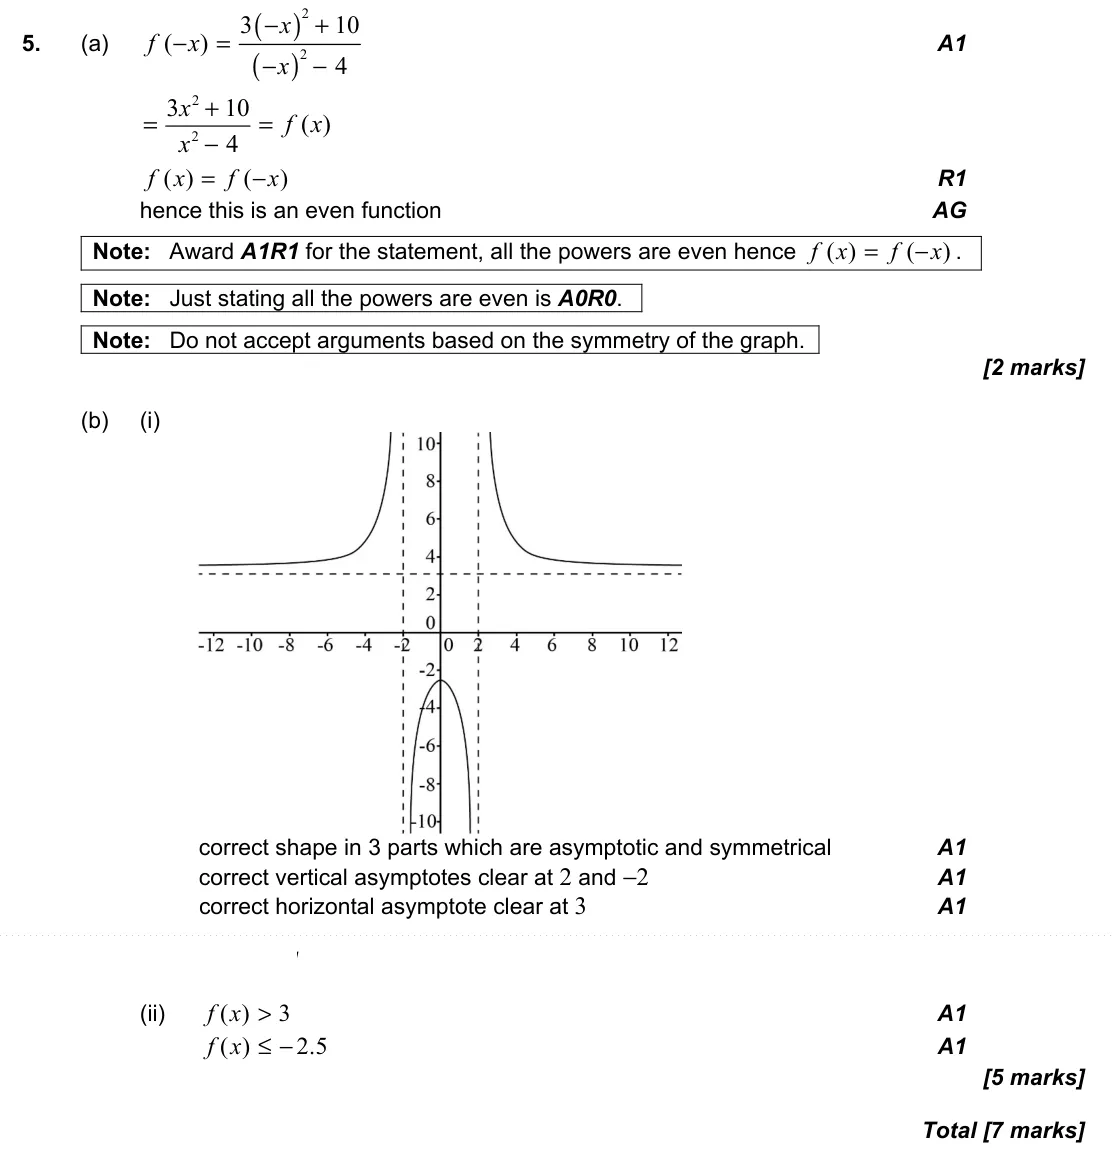 5. (a) f(−x) = (3(−x)² + 10)/((−x)² − 4) A1
= (3x² + 10)/(x² − 4) = f(x)
f(x) = f(−x) R1
hence this is an even function AG
Note: Award A1R1 for the statement, all the powers are even hence f(x) = f(−x).
Note: Just stating all the powers are even is A0R0.
Note: Do not accept arguments based on the symmetry of the graph.
[2 marks]
(b) (i)
10
8
6
4
2
0
-12 -10 -8 -6 -4 -2 0 2 4 6 8 10 12
-2
-4
-6
-8
-10
correct shape in 3 parts which are asymptotic and symmetrical A1
correct vertical asymptotes clear at 2 and −2 A1
correct horizontal asymptote clear at 3 A1
(ii) f(x) > 3 A1
f(x) ≤ −2.5 A1
[5 marks]
Total [7 marks]